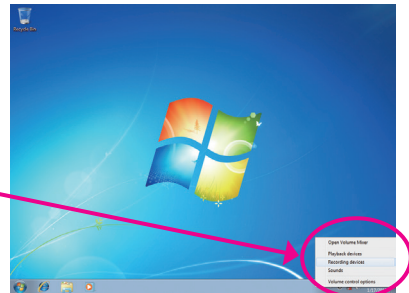 Recycle Bin
Open Volume Mixer
Playback devices
Recording devices
Sounds
Volume control options